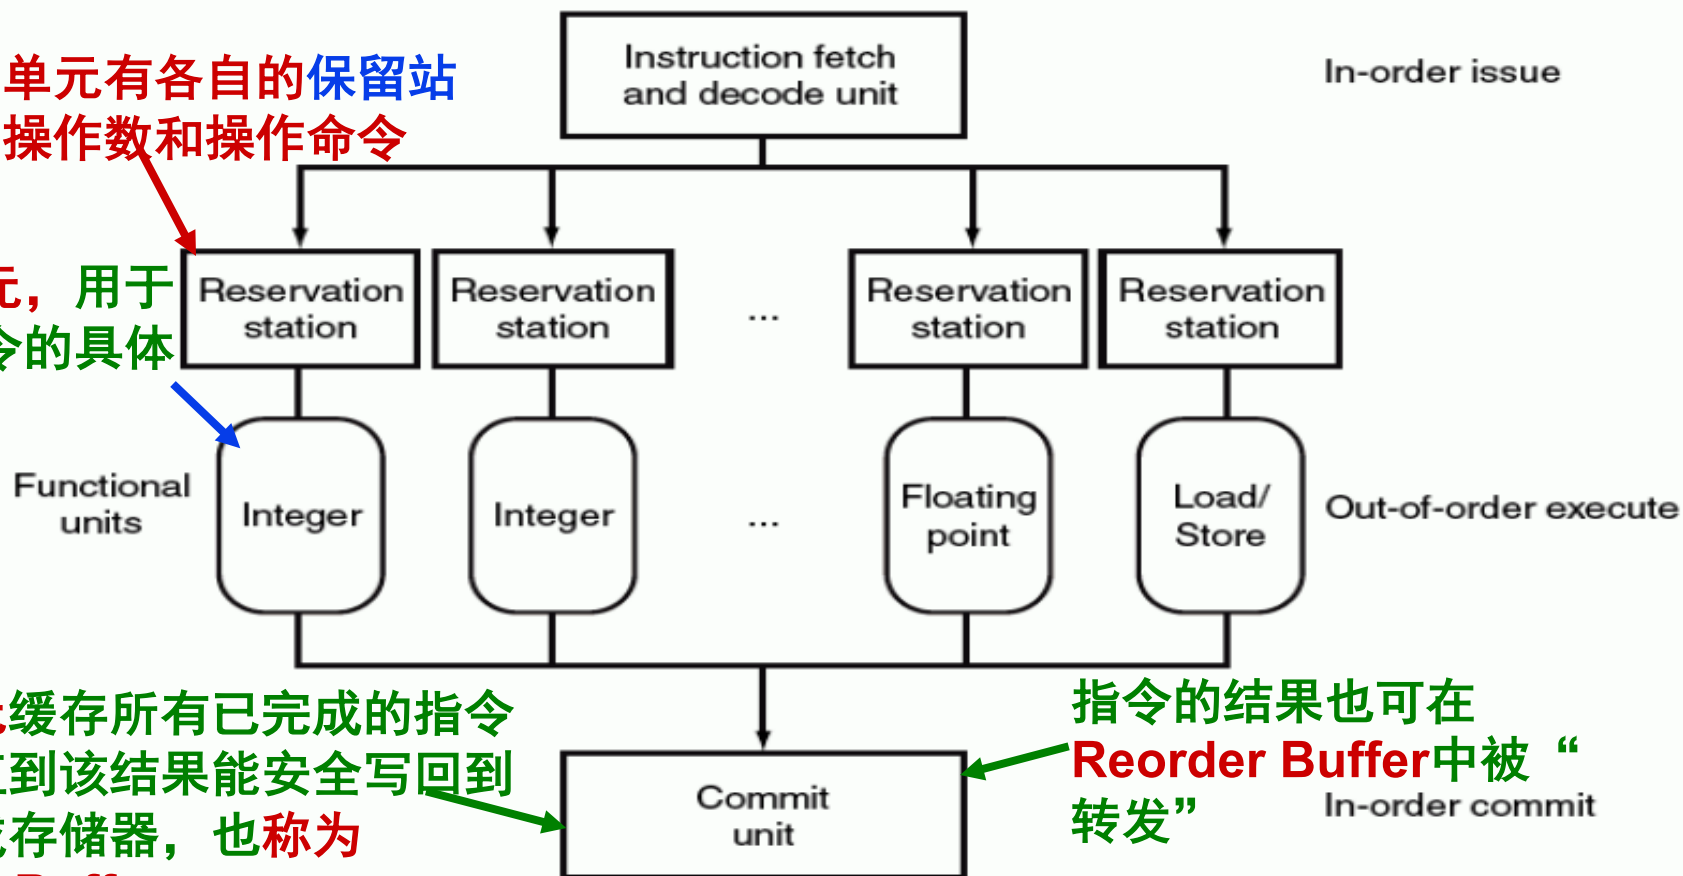 Instruction fetch
and decode unit
In-order issue
单元有各自的保留站
操作数和操作命令
元，用于
令的具体
Reservation
station
Reservation
station
...
Reservation
station
Reservation
station
Functional
units
Integer
Integer
...
Floating
point
Load/
Store
Out-of-order execute
缓存所有已完成的指令
直到该结果能安全写回到
存储器，也称为
指令的结果也可在
Reorder Buffer中被“
转发”
Commit
unit
In-order commit